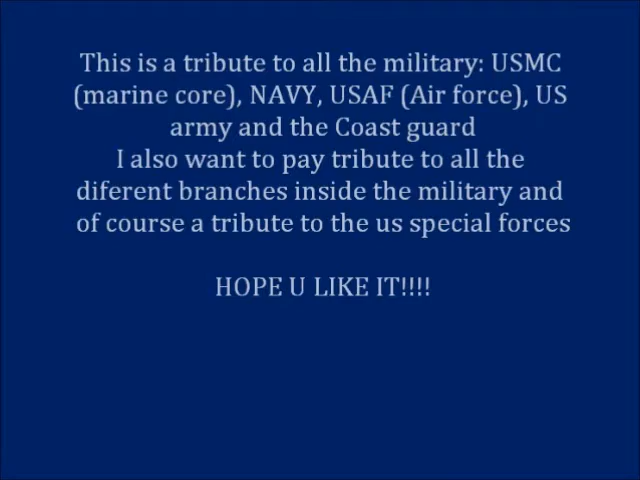 This is a tribute to all the military: USMC
(marine core), NAVY, USAF (Air force), US
army and the Coast guard
I also want to pay tribute to all the
diferent branches inside the military and
of course a tribute to the us special forces
HOPE U LIKE IT!!!!